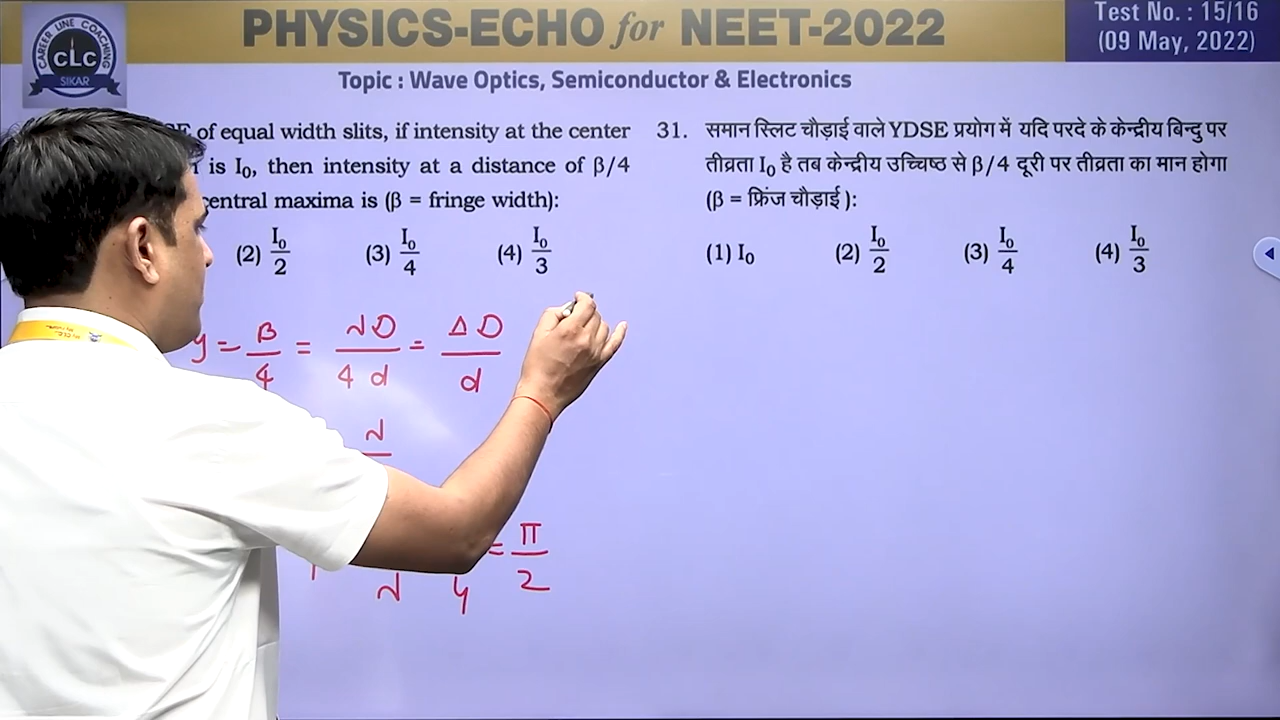 PHYSICS-ECHO for NEET-2022
Test No. : 15/16
(09 May, 2022)
CAREER LINE COACHING
CLC
SIKAR
Topic : Wave Optics, Semiconductor & Electronics
of equal width slits, if intensity at the center
is I₀, then intensity at a distance of β/4
central maxima is (β = fringe width):
(2) I₀/2 (3) I₀/4 (4) I₀/3
31. समान स्लिट चौड़ाई वाले YDSE प्रयोग में यदि परदे के केन्द्रीय बिन्दु पर
तीव्रता I₀ है तब केन्द्रीय उच्चिष्ठ से β/4 दूरी पर तीव्रता का मान होगा
(β = फ्रिंज चौड़ाई):
(1) I₀ (2) I₀/2 (3) I₀/4 (4) I₀/3
y = β/4 = λD/4d = ΔD/d
λ
= π/2
λ 4